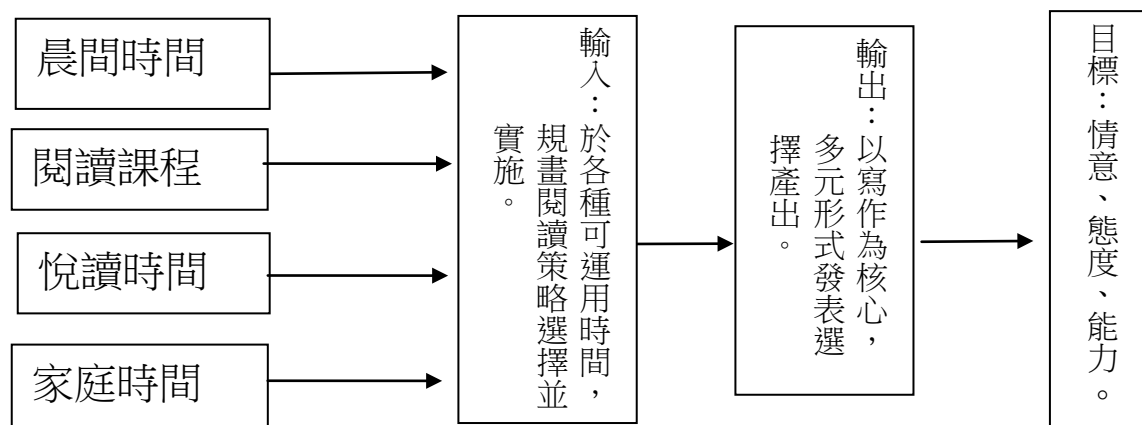 晨間時間
閱讀課程
悅讀時間
家庭時間
輸入：於各種可運用時間，
規畫閱讀策略選擇並
實施。
輸出：以寫作為核心，
多元形式發表選
擇產出。
目標：情意、態度、能力。